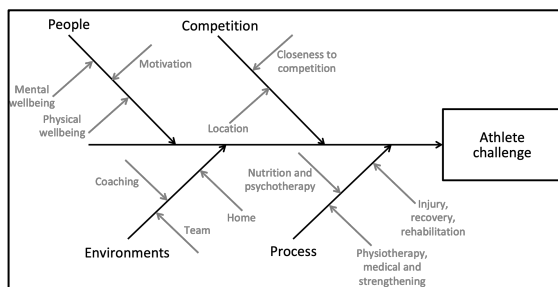 People
Competition
Mental
wellbeing
Motivation
Physical
wellbeing
Closeness to
competition
Location
Athlete
challenge
Coaching
Team
Home
Environments
Nutrition and
psychotherapy
Injury,
recovery,
rehabilitation
Process
Physiotherapy,
medical and
strengthening